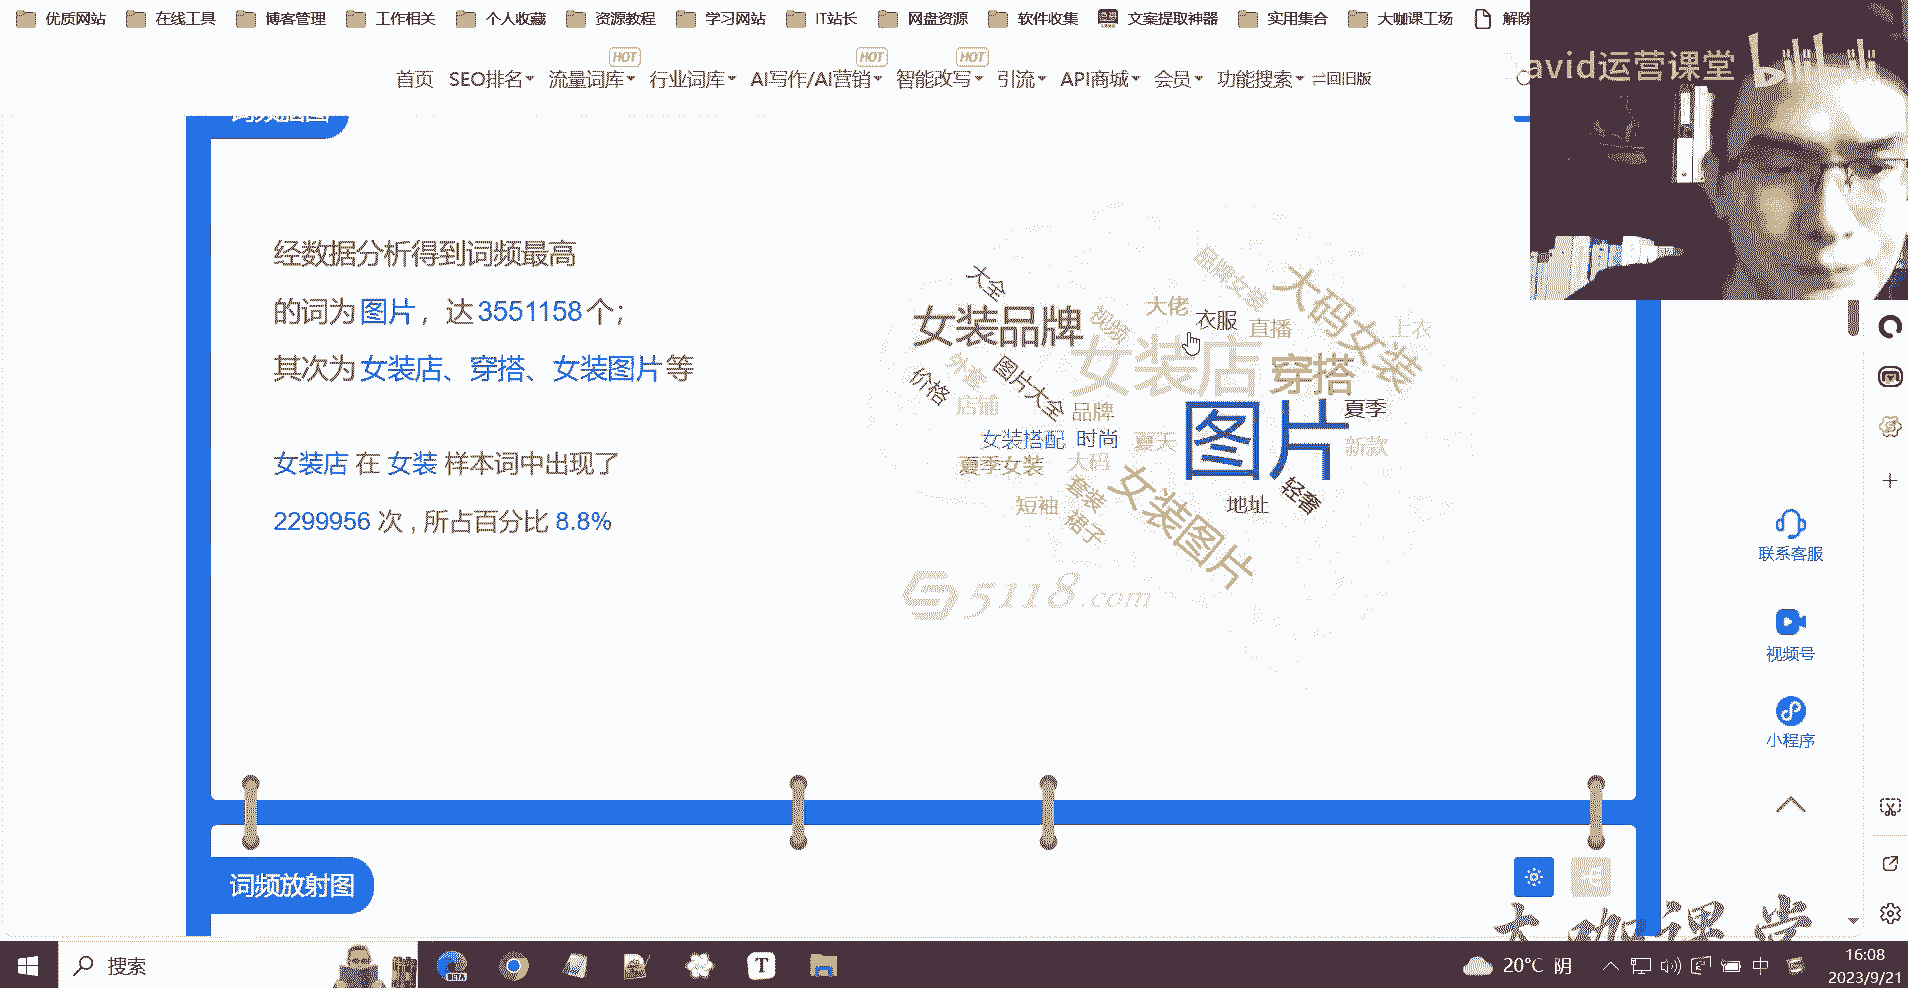 优质网站 在线工具 博客管理 工作相关 个人收藏 资源教程 学习网站 IT站长 网盘资源 软件收集 文案提取神器 实用集合 大咖课工场 解除
HOT HOT HOT
首页 SEO排名 流量词库 行业词库 AI写作/AI营销 智能改写 引流 API商城 会员 功能搜索 回旧版
avid运营课堂
经数据分析得到词频最高
的词为 图片，达 3551158 个；
其次为 女装店、穿搭、女装图片 等
女装店 在 女装 样本词中出现了
2299956 次 , 所占百分比 8.8%
大全
品牌女装
大码女装
女装品牌
视频
大佬
衣服
直播
上衣
女装店
穿搭
价格
外套
图片大全
店铺
品牌
图片
夏季
女装搭配
时尚
夏天
新款
夏季女装
大码
套装
女装图片
轻奢
短袖
裙子
地址
5118.com
联系客服
视频号
小程序
词频放射图
大咖课堂
搜索
BETA
T
20°C 阴
中
16:08
2023/9/21